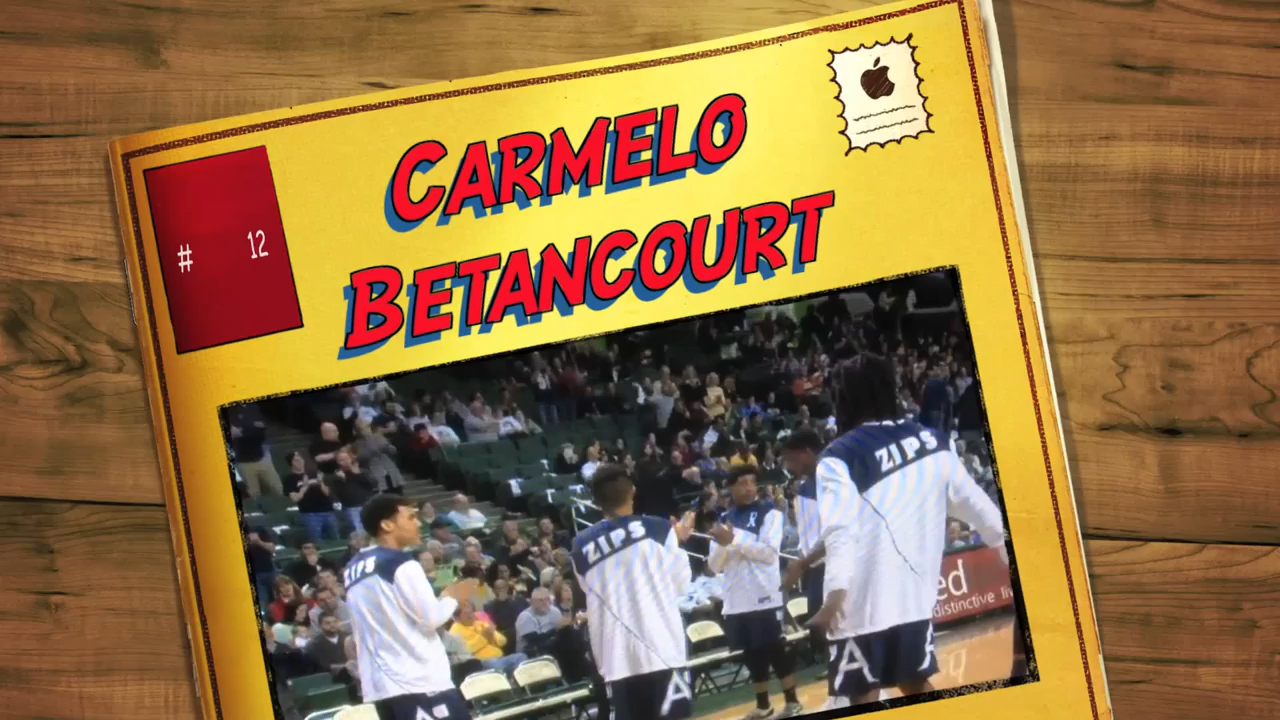 CARMELO
BETANCOURT
# 12
ZIPS
ZIPS
ZIPS
A
A
ed
distinctive